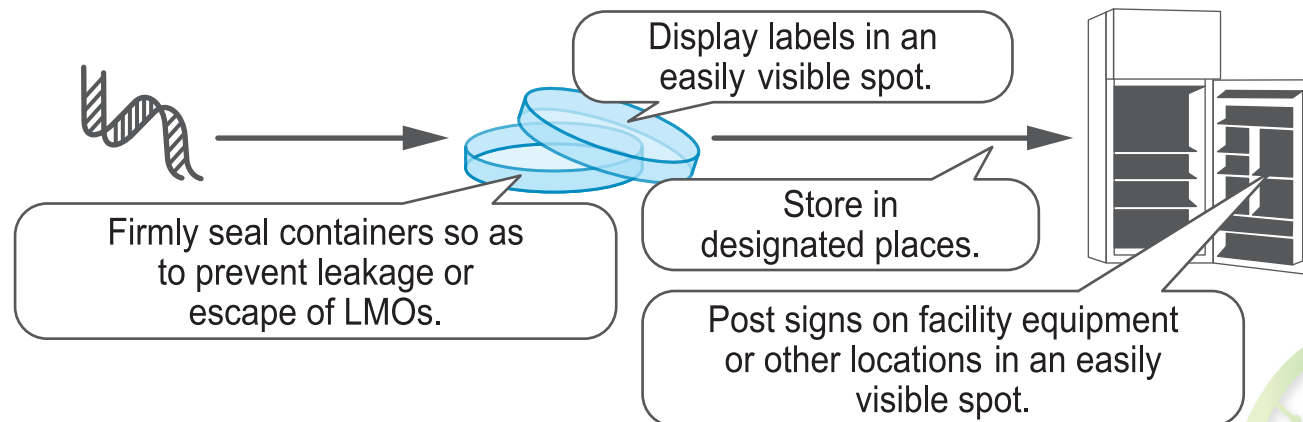 Display labels in an
easily visible spot.
Firmly seal containers so as
to prevent leakage or
escape of LMOs.
Store in
designated places.
Post signs on facility equipment
or other locations in an easily
visible spot.